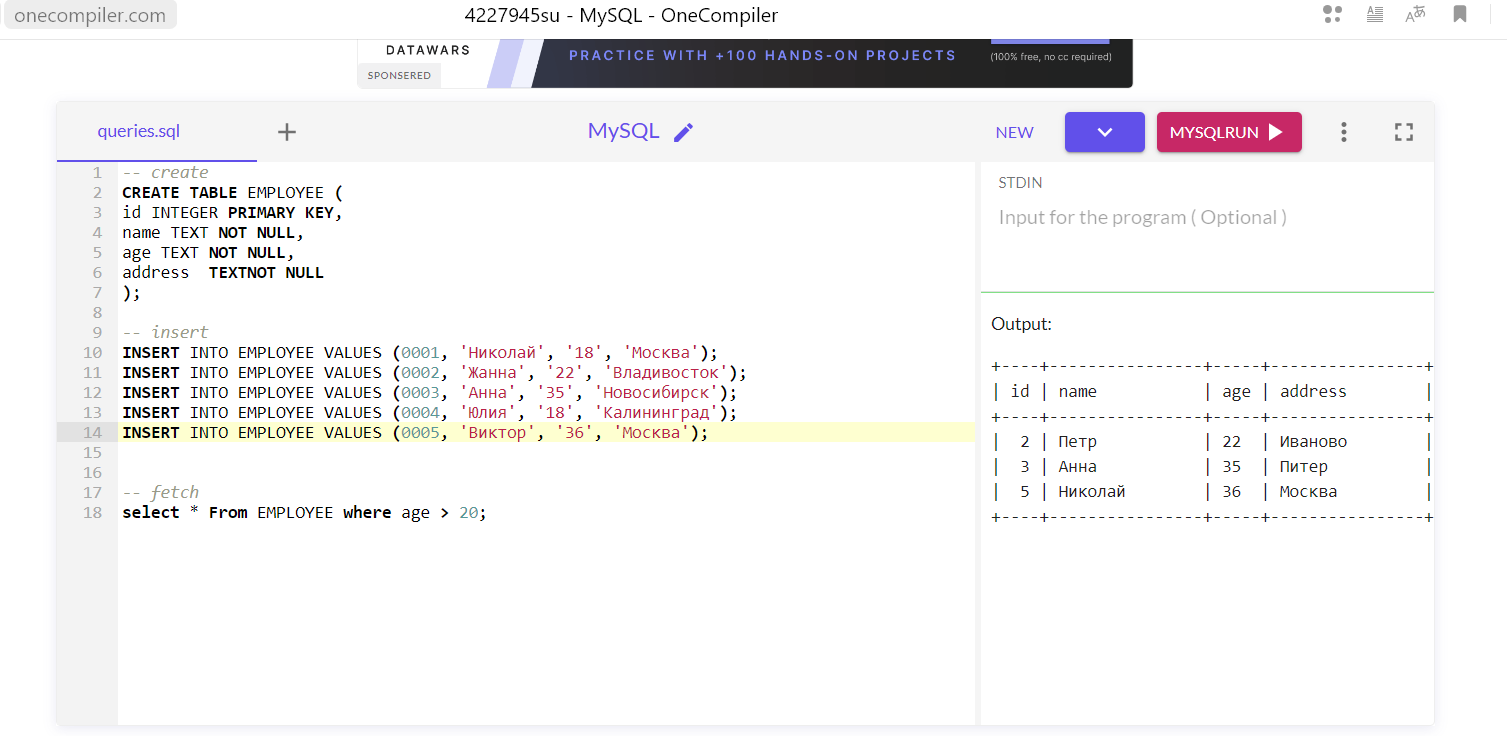 onecompiler.com
4227945su - MySQL - OneCompiler
DATAWARS
SPONSERED
PRACTICE WITH +100 HANDS-ON PROJECTS
(100% free, no cc required)
queries.sql
+
MySQL
NEW
MYSQLRUN
1 -- create
2 CREATE TABLE EMPLOYEE (
3 id INTEGER PRIMARY KEY,
4 name TEXT NOT NULL,
5 age TEXT NOT NULL,
6 address  TEXTNOT NULL
7 );
8
9 -- insert
10 INSERT INTO EMPLOYEE VALUES (0001, 'Николай', '18', 'Москва');
11 INSERT INTO EMPLOYEE VALUES (0002, 'Жанна', '22', 'Владивосток');
12 INSERT INTO EMPLOYEE VALUES (0003, 'Анна', '35', 'Новосибирск');
13 INSERT INTO EMPLOYEE VALUES (0004, 'Юлия', '18', 'Калининград');
14 INSERT INTO EMPLOYEE VALUES (0005, 'Виктор', '36', 'Москва');
15
16
17 -- fetch
18 select * From EMPLOYEE where age > 20;
STDIN
Input for the program ( Optional )
Output:
+----+----------------+-----+----------------+
| id | name           | age | address        |
+----+----------------+-----+----------------+
|  2 | Петр           | 22  | Иваново        |
|  3 | Анна           | 35  | Питер          |
|  5 | Николай        | 36  | Москва         |
+----+----------------+-----+----------------+